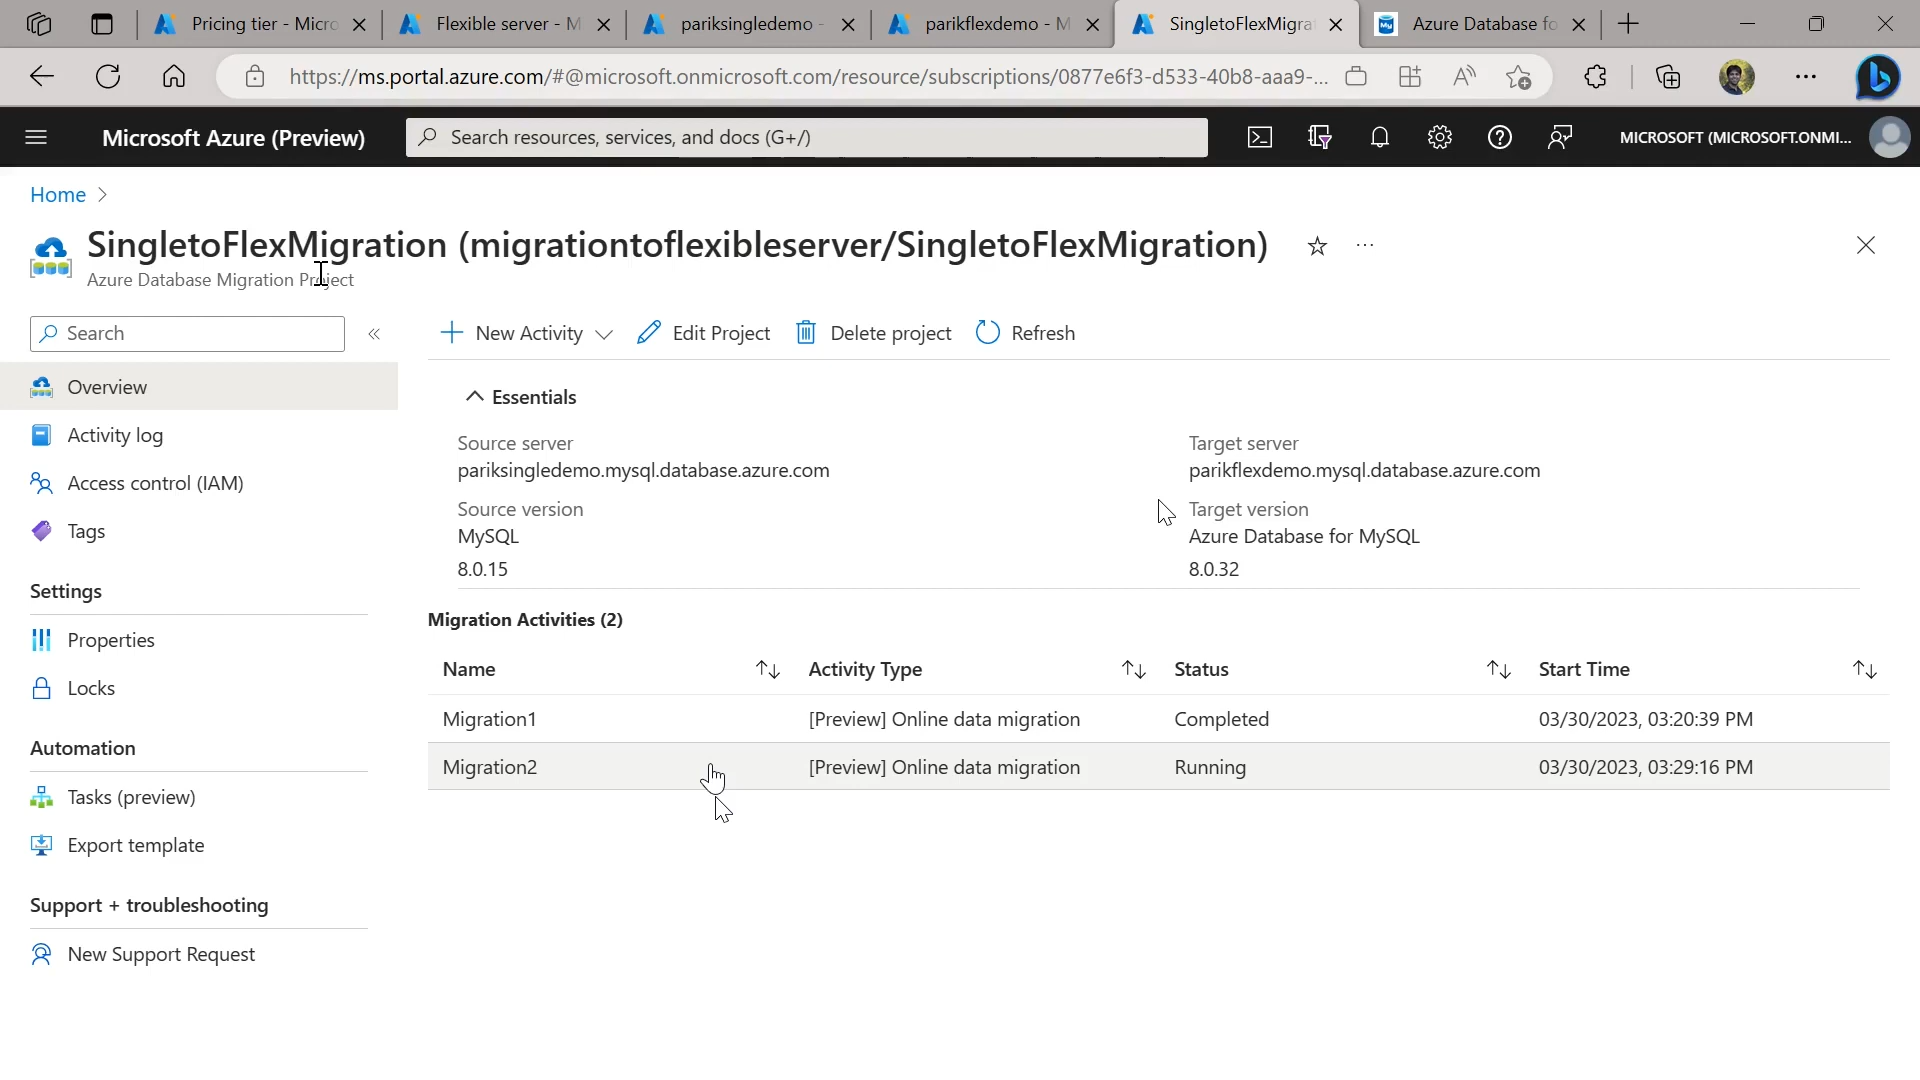 Pricing tier - Micro
Flexible server - M
pariksingledemo -
parikflexdemo - M
SingletoFlexMigra
Azure Database fo
https://ms.portal.azure.com/#@microsoft.onmicrosoft.com/resource/subscriptions/0877e6f3-d533-40b8-aaa9-...
Microsoft Azure (Preview)
Search resources, services, and docs (G+/)
MICROSOFT (MICROSOFT.ONMI...
Home
SingletoFlexMigration (migrationtoflexibleserver/SingletoFlexMigration)
Azure Database Migration Project
Search
New Activity
Edit Project
Delete project
Refresh
Overview
Activity log
Access control (IAM)
Tags
Settings
Properties
Locks
Automation
Tasks (preview)
Export template
Support + troubleshooting
New Support Request
Essentials
Source server
pariksingledemo.mysql.database.azure.com
Source version
MySQL
8.0.15
Target server
parikflexdemo.mysql.database.azure.com
Target version
Azure Database for MySQL
8.0.32
Migration Activities (2)
Name Activity Type Status Start Time
Migration1 [Preview] Online data migration Completed 03/30/2023, 03:20:39 PM
Migration2 [Preview] Online data migration Running 03/30/2023, 03:29:16 PM